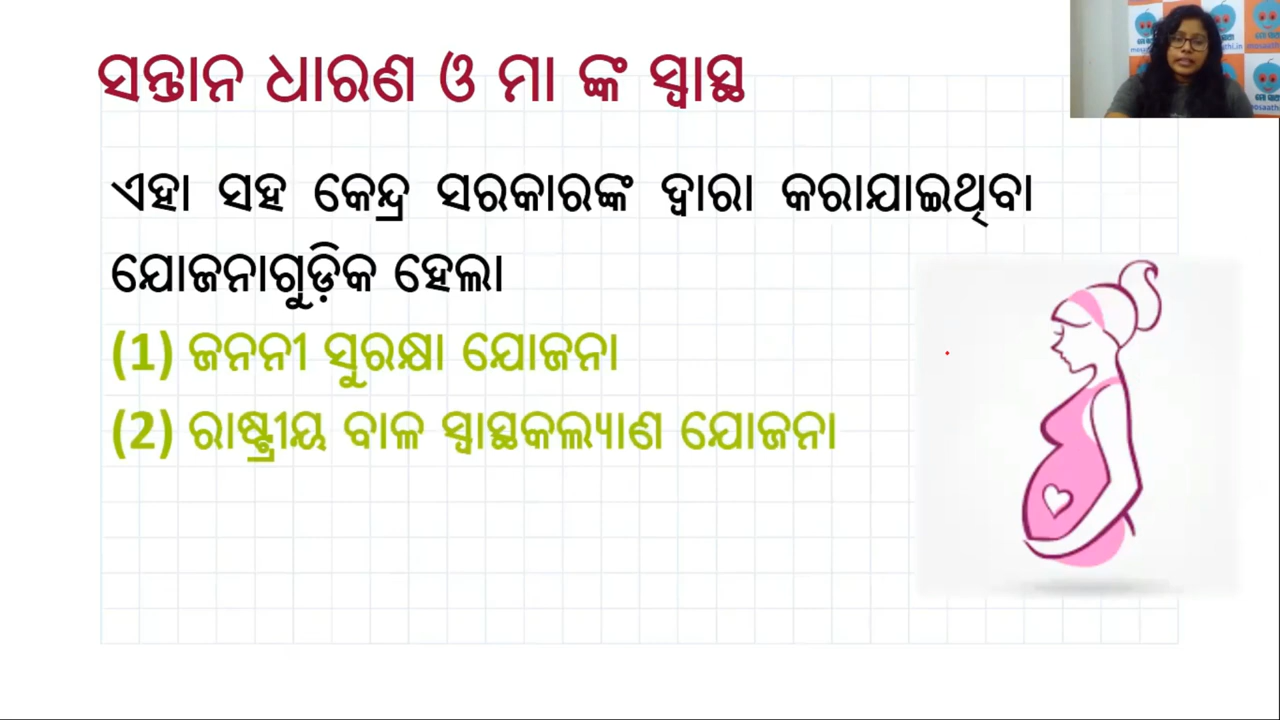 ସନ୍ତାନ ଧାରଣ ଓ ମା ଙ୍କ ସ୍ୱାସ୍ଥ
ଏହା ସହ କେନ୍ଦ୍ର ସରକାରଙ୍କ ଦ୍ୱାରା କରାଯାଇଥିବା
ଯୋଜନାଗୁଡ଼ିକ ହେଲା
(1) ଜନନୀ ସୁରକ୍ଷା ଯୋଜନା
(2) ରାଷ୍ଟ୍ରୀୟ ବାଳ ସ୍ୱାସ୍ଥକଲ୍ୟାଣ ଯୋଜନା